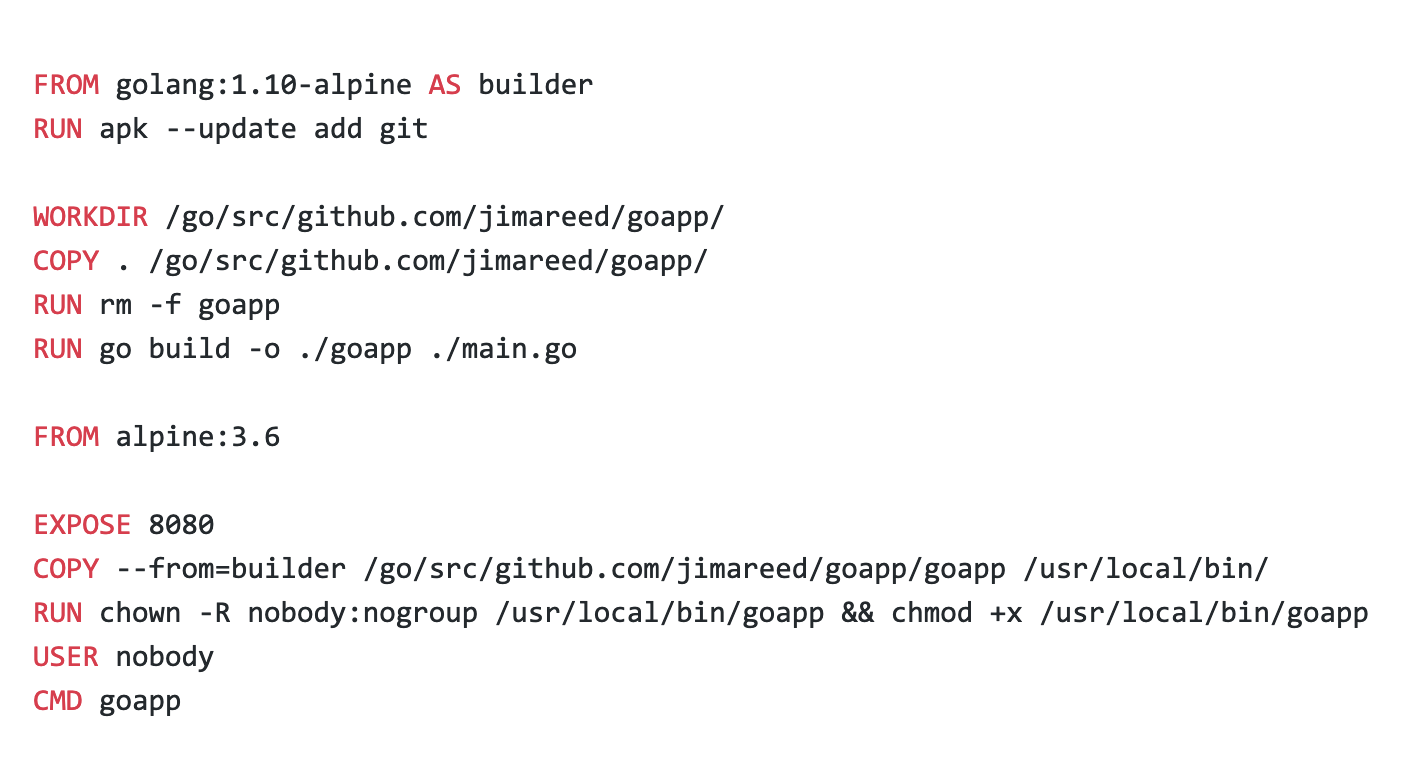 FROM golang:1.10-alpine AS builder
RUN apk --update add git
WORKDIR /go/src/github.com/jimareed/goapp/
COPY . /go/src/github.com/jimareed/goapp/
RUN rm -f goapp
RUN go build -o ./goapp ./main.go
FROM alpine:3.6
EXPOSE 8080
COPY --from=builder /go/src/github.com/jimareed/goapp/goapp /usr/local/bin/
RUN chown -R nobody:nogroup /usr/local/bin/goapp && chmod +x /usr/local/bin/goapp
USER nobody
CMD goapp